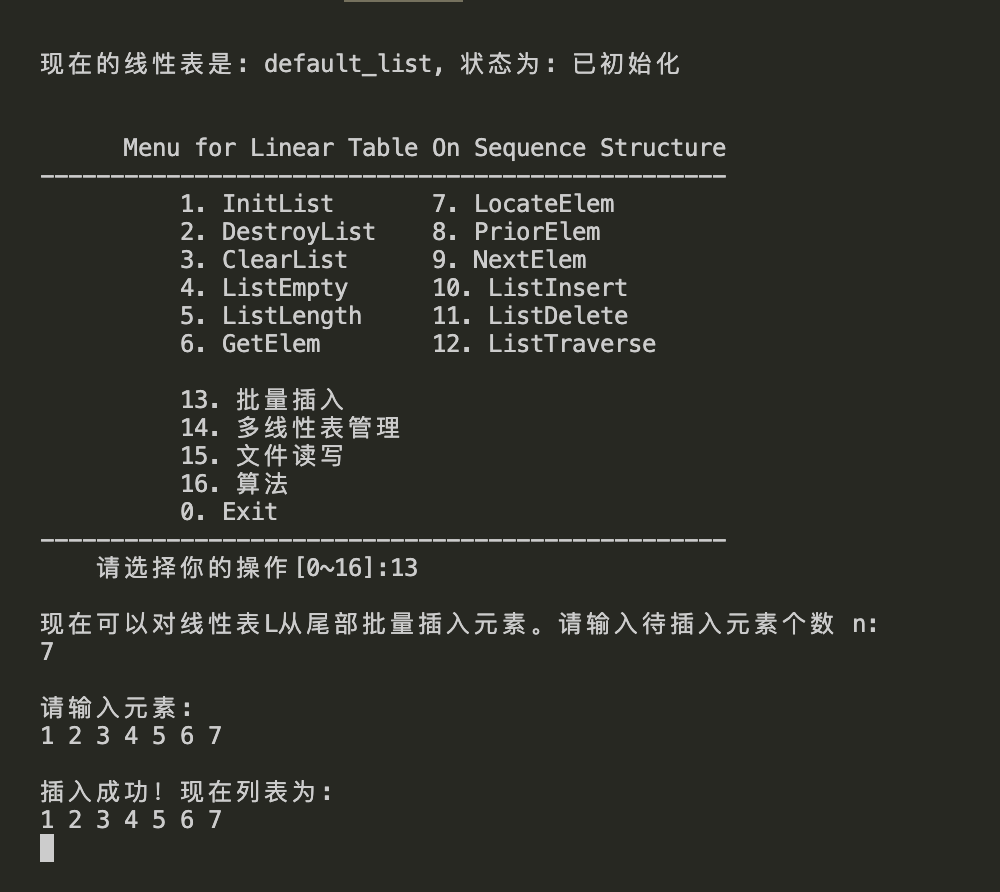 现在的线性表是: default_list, 状态为: 已初始化
Menu for Linear Table On Sequence Structure
-------------------------------------------------
1. InitList 7. LocateElem
2. DestroyList 8. PriorElem
3. ClearList 9. NextElem
4. ListEmpty 10. ListInsert
5. ListLength 11. ListDelete
6. GetElem 12. ListTraverse
13. 批量插入
14. 多线性表管理
15. 文件读写
16. 算法
0. Exit
-------------------------------------------------
请选择你的操作[0~16]:13
现在可以对线性表L从尾部批量插入元素。请输入待插入元素个数 n:
7
请输入元素:
1 2 3 4 5 6 7
插入成功! 现在列表为:
1 2 3 4 5 6 7